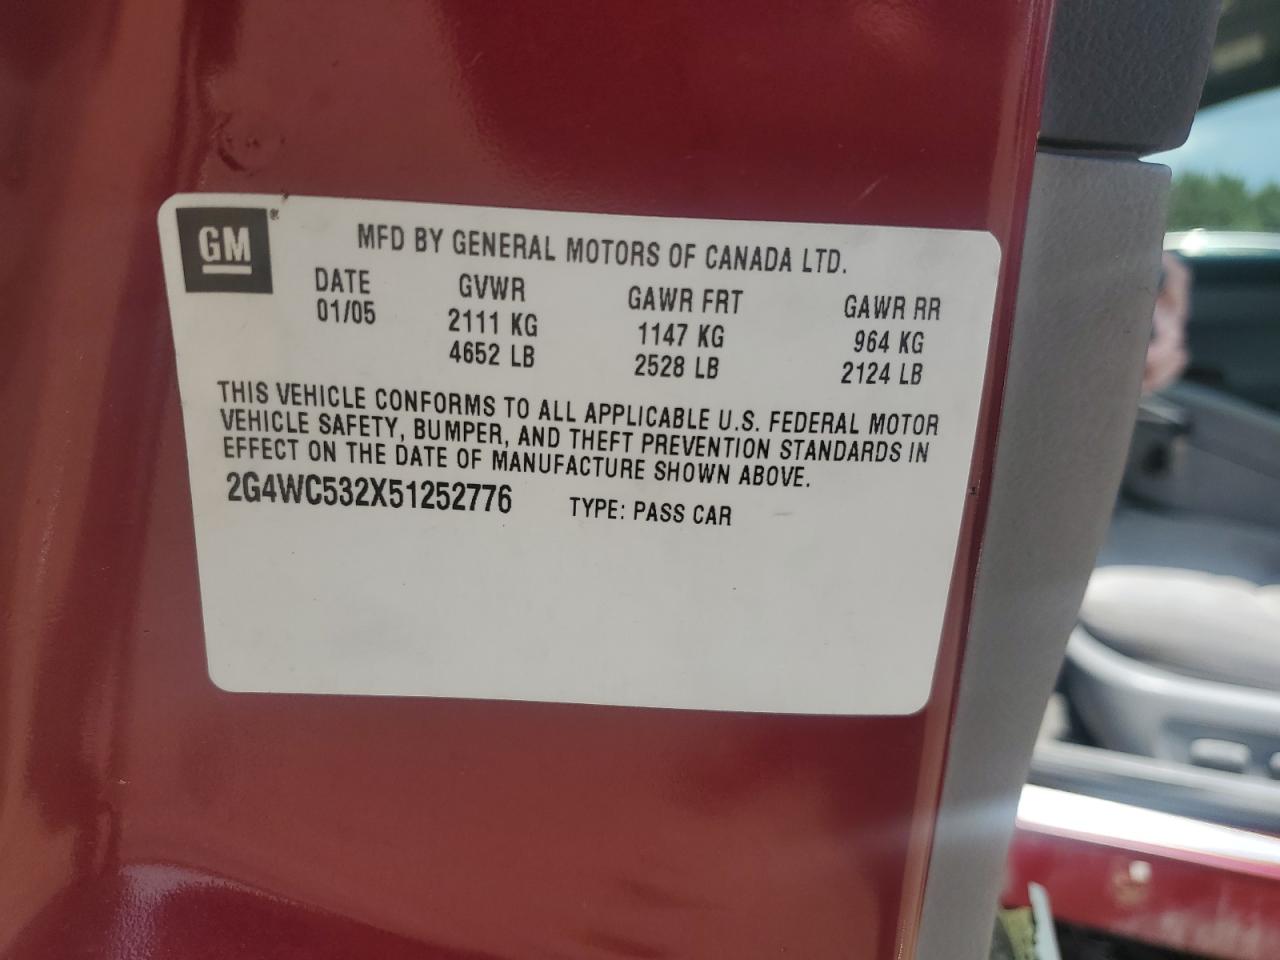 GM®
MFD BY GENERAL MOTORS OF CANADA LTD.
DATE GVWR GAWR FRT GAWR RR
01/05 2111 KG 1147 KG 964 KG
4652 LB 2528 LB 2124 LB
THIS VEHICLE CONFORMS TO ALL APPLICABLE U.S. FEDERAL MOTOR
VEHICLE SAFETY, BUMPER, AND THEFT PREVENTION STANDARDS IN
EFFECT ON THE DATE OF MANUFACTURE SHOWN ABOVE.
2G4WC532X51252776 TYPE: PASS CAR